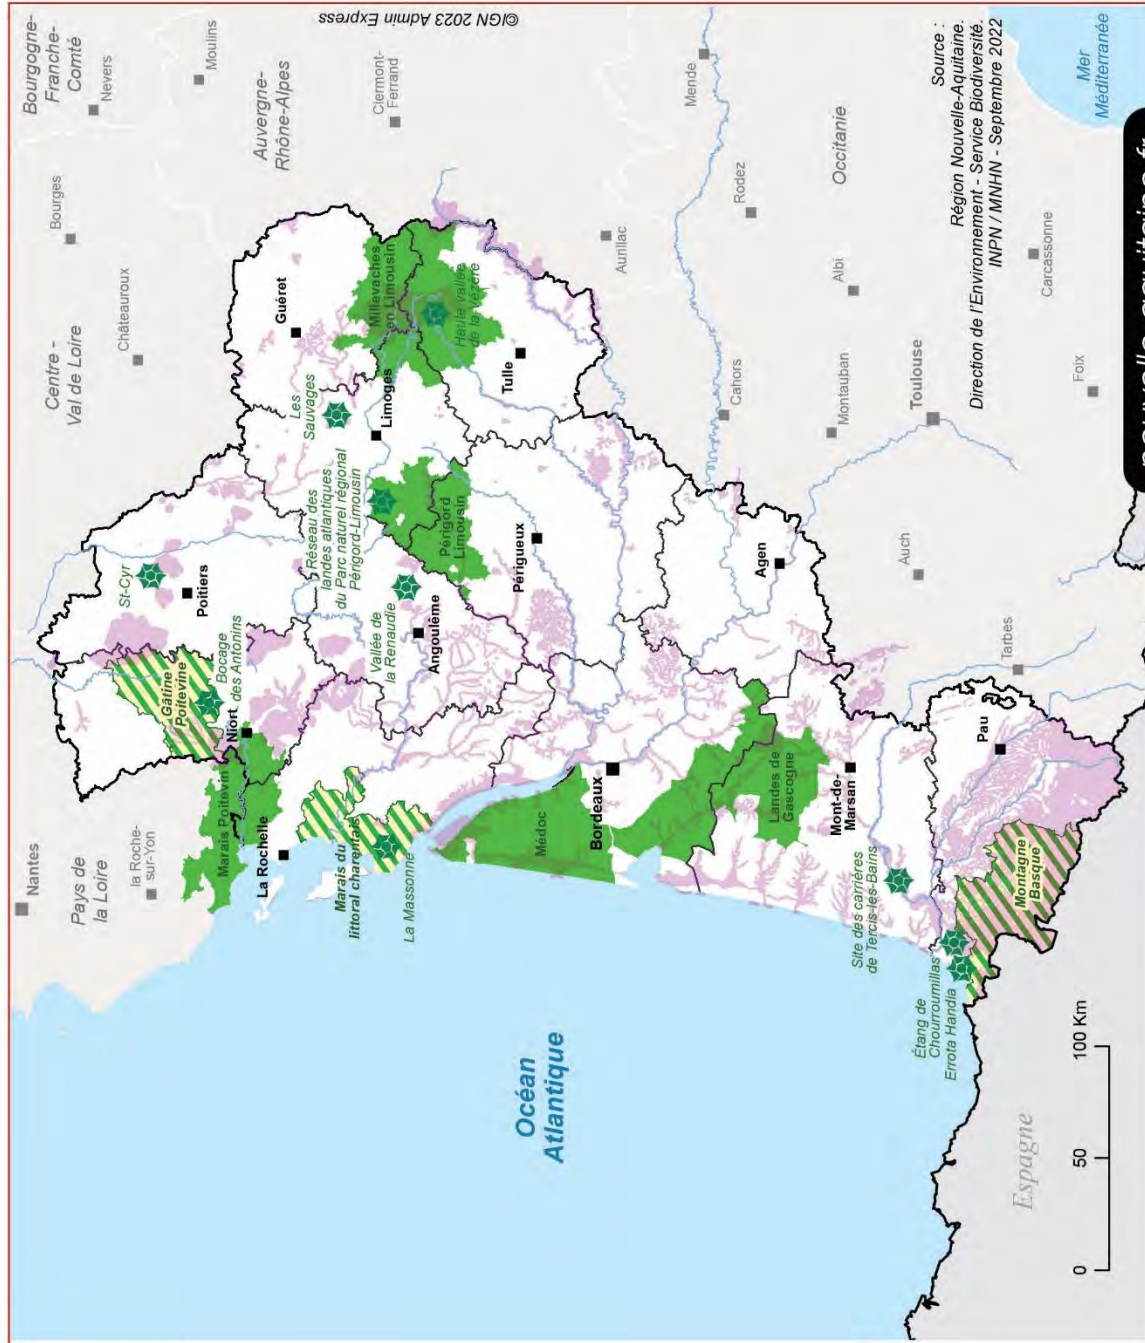 Nantes
Pays de
la Loire
la Roche-
sur-Yon
Centre -
Val de Loire
Châteauroux
Bourges
Bourgogne-
Franche-
Comté
Nevers
Moulins
Auvergne-
Rhône-Alpes
Clermont-
Ferrand
©IGN 2023 Admin Express
Gâtine
Poitevine
Bocage
des Antonins
Niort
St-Cyr
Poitiers
Marais Poitevin
La Rochelle
Les
Sauvages
Guéret
Limoges
Millevaches
en Limousin
Haute vallée
de la Vézère
Tulle
Réseau des
landes atlantiques
du Parc naturel régional
Périgord-Limousin
Périgord
Limousin
Vallée de
la Renaudie
Angoulême
Marais du
littoral charentais
La Massonne
Périgueux
Médoc
Bordeaux
Océan
Atlantique
Aurillac
Mende
Rodez
Cahors
Agen
Landes de
Gascogne
Mont-de-
Marsan
Montauban
Albi
Occitanie
Toulouse
Auch
Site des carrières
de Tercis-les-Bains
Étang de
Chourroumillas
Errota Handia
Montagne
Basque
Pau
Tarbes
Foix
Carcassonne
Mer
Méditerranée
Espagne
0
50
100 Km
Source :
Région Nouvelle-Aquitaine.
Direction de l'Environnement - Service Biodiversité.
INPN / MNHN - Septembre 2022